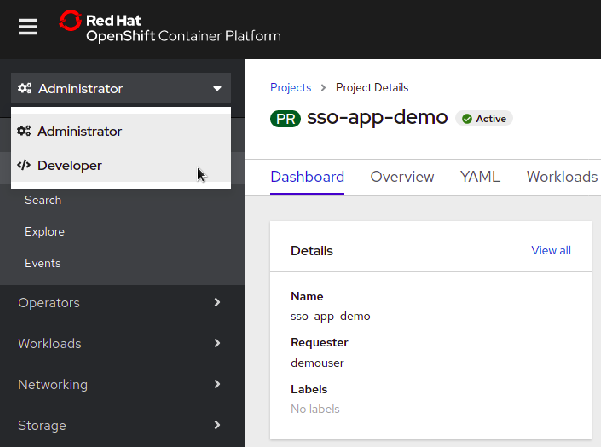 Red Hat
OpenShift Container Platform
Administrator
Administrator
Developer
Search
Explore
Events
Operators
Workloads
Networking
Storage
Projects > Project Details
PR sso-app-demo Active
Dashboard Overview YAML Workloads
Details View all
Name
sso-app-demo
Requester
demouser
Labels
No labels